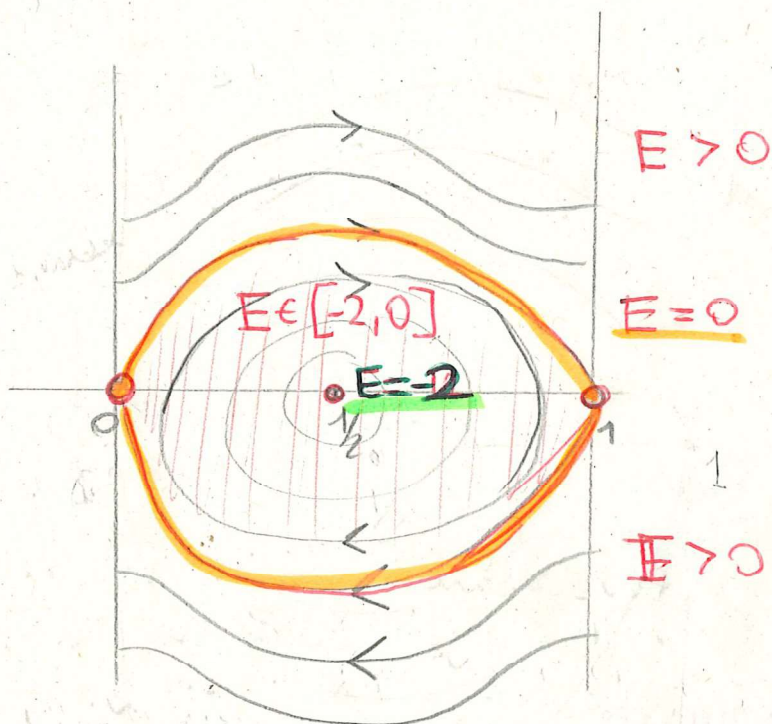 E > 0
E ∈ [-2, 0]
E = 0
E = -2
0
1/2
1
1
E > 0